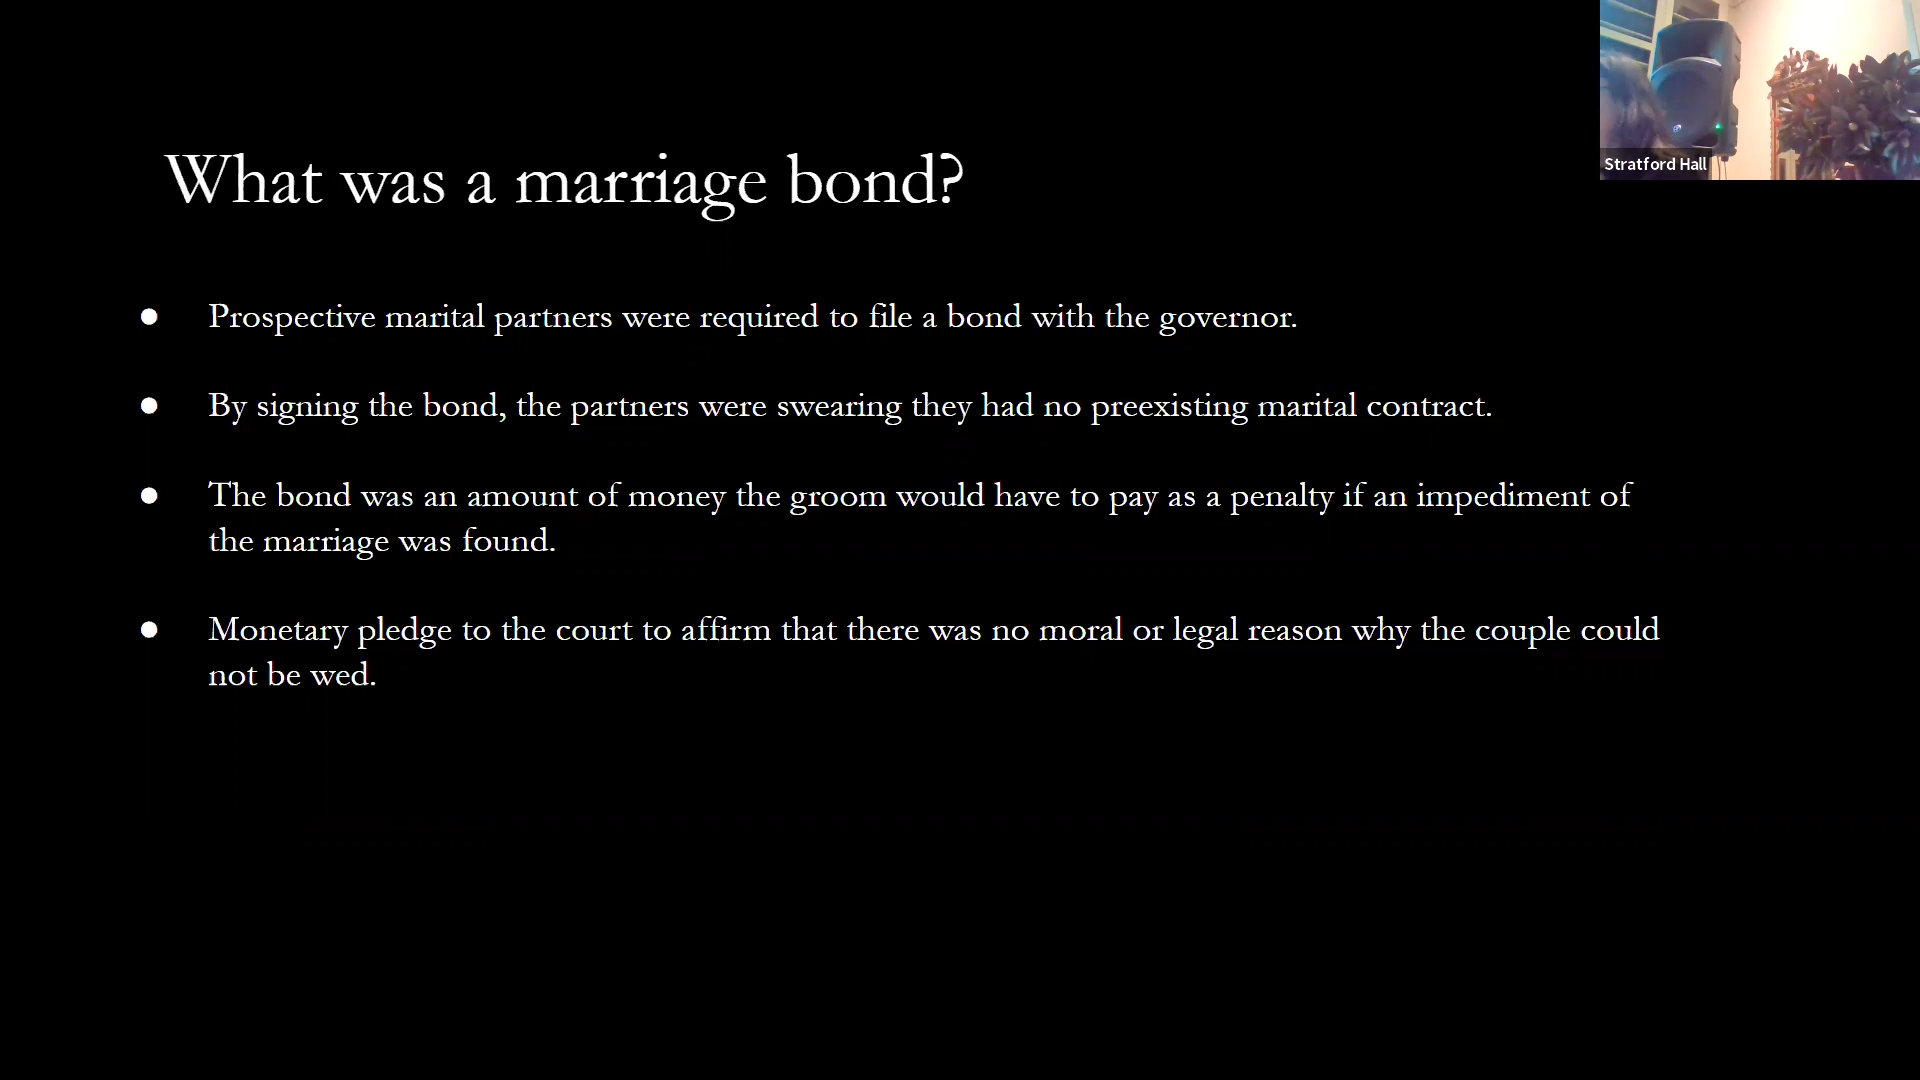 Stratford Hall
What was a marriage bond?
● Prospective marital partners were required to file a bond with the governor.
● By signing the bond, the partners were swearing they had no preexisting marital contract.
● The bond was an amount of money the groom would have to pay as a penalty if an impediment of
the marriage was found.
● Monetary pledge to the court to affirm that there was no moral or legal reason why the couple could
not be wed.